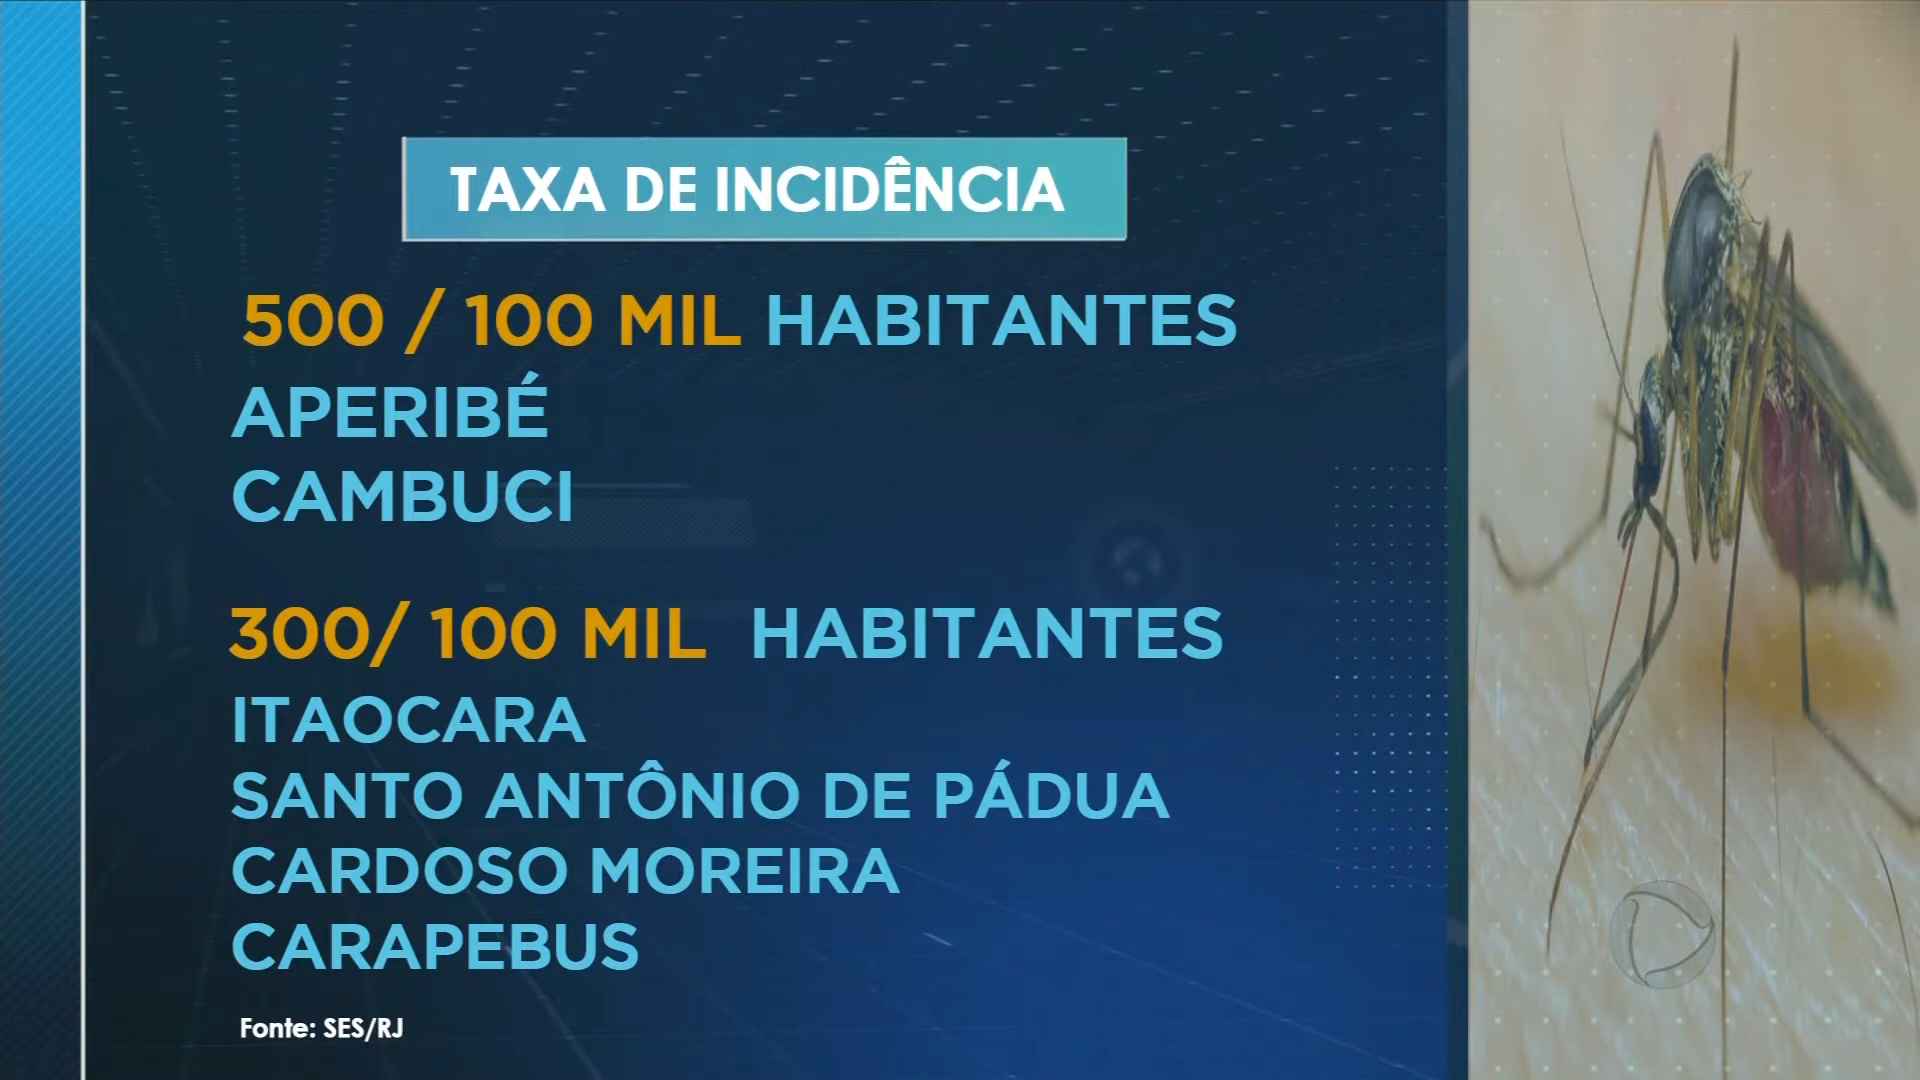 TAXA DE INCIDÊNCIA
500 / 100 MIL HABITANTES
APERIBÉ
CAMBUCI
300/ 100 MIL HABITANTES
ITAOCARA
SANTO ANTÔNIO DE PÁDUA
CARDOSO MOREIRA
CARAPEBUS
Fonte: SES/RJ